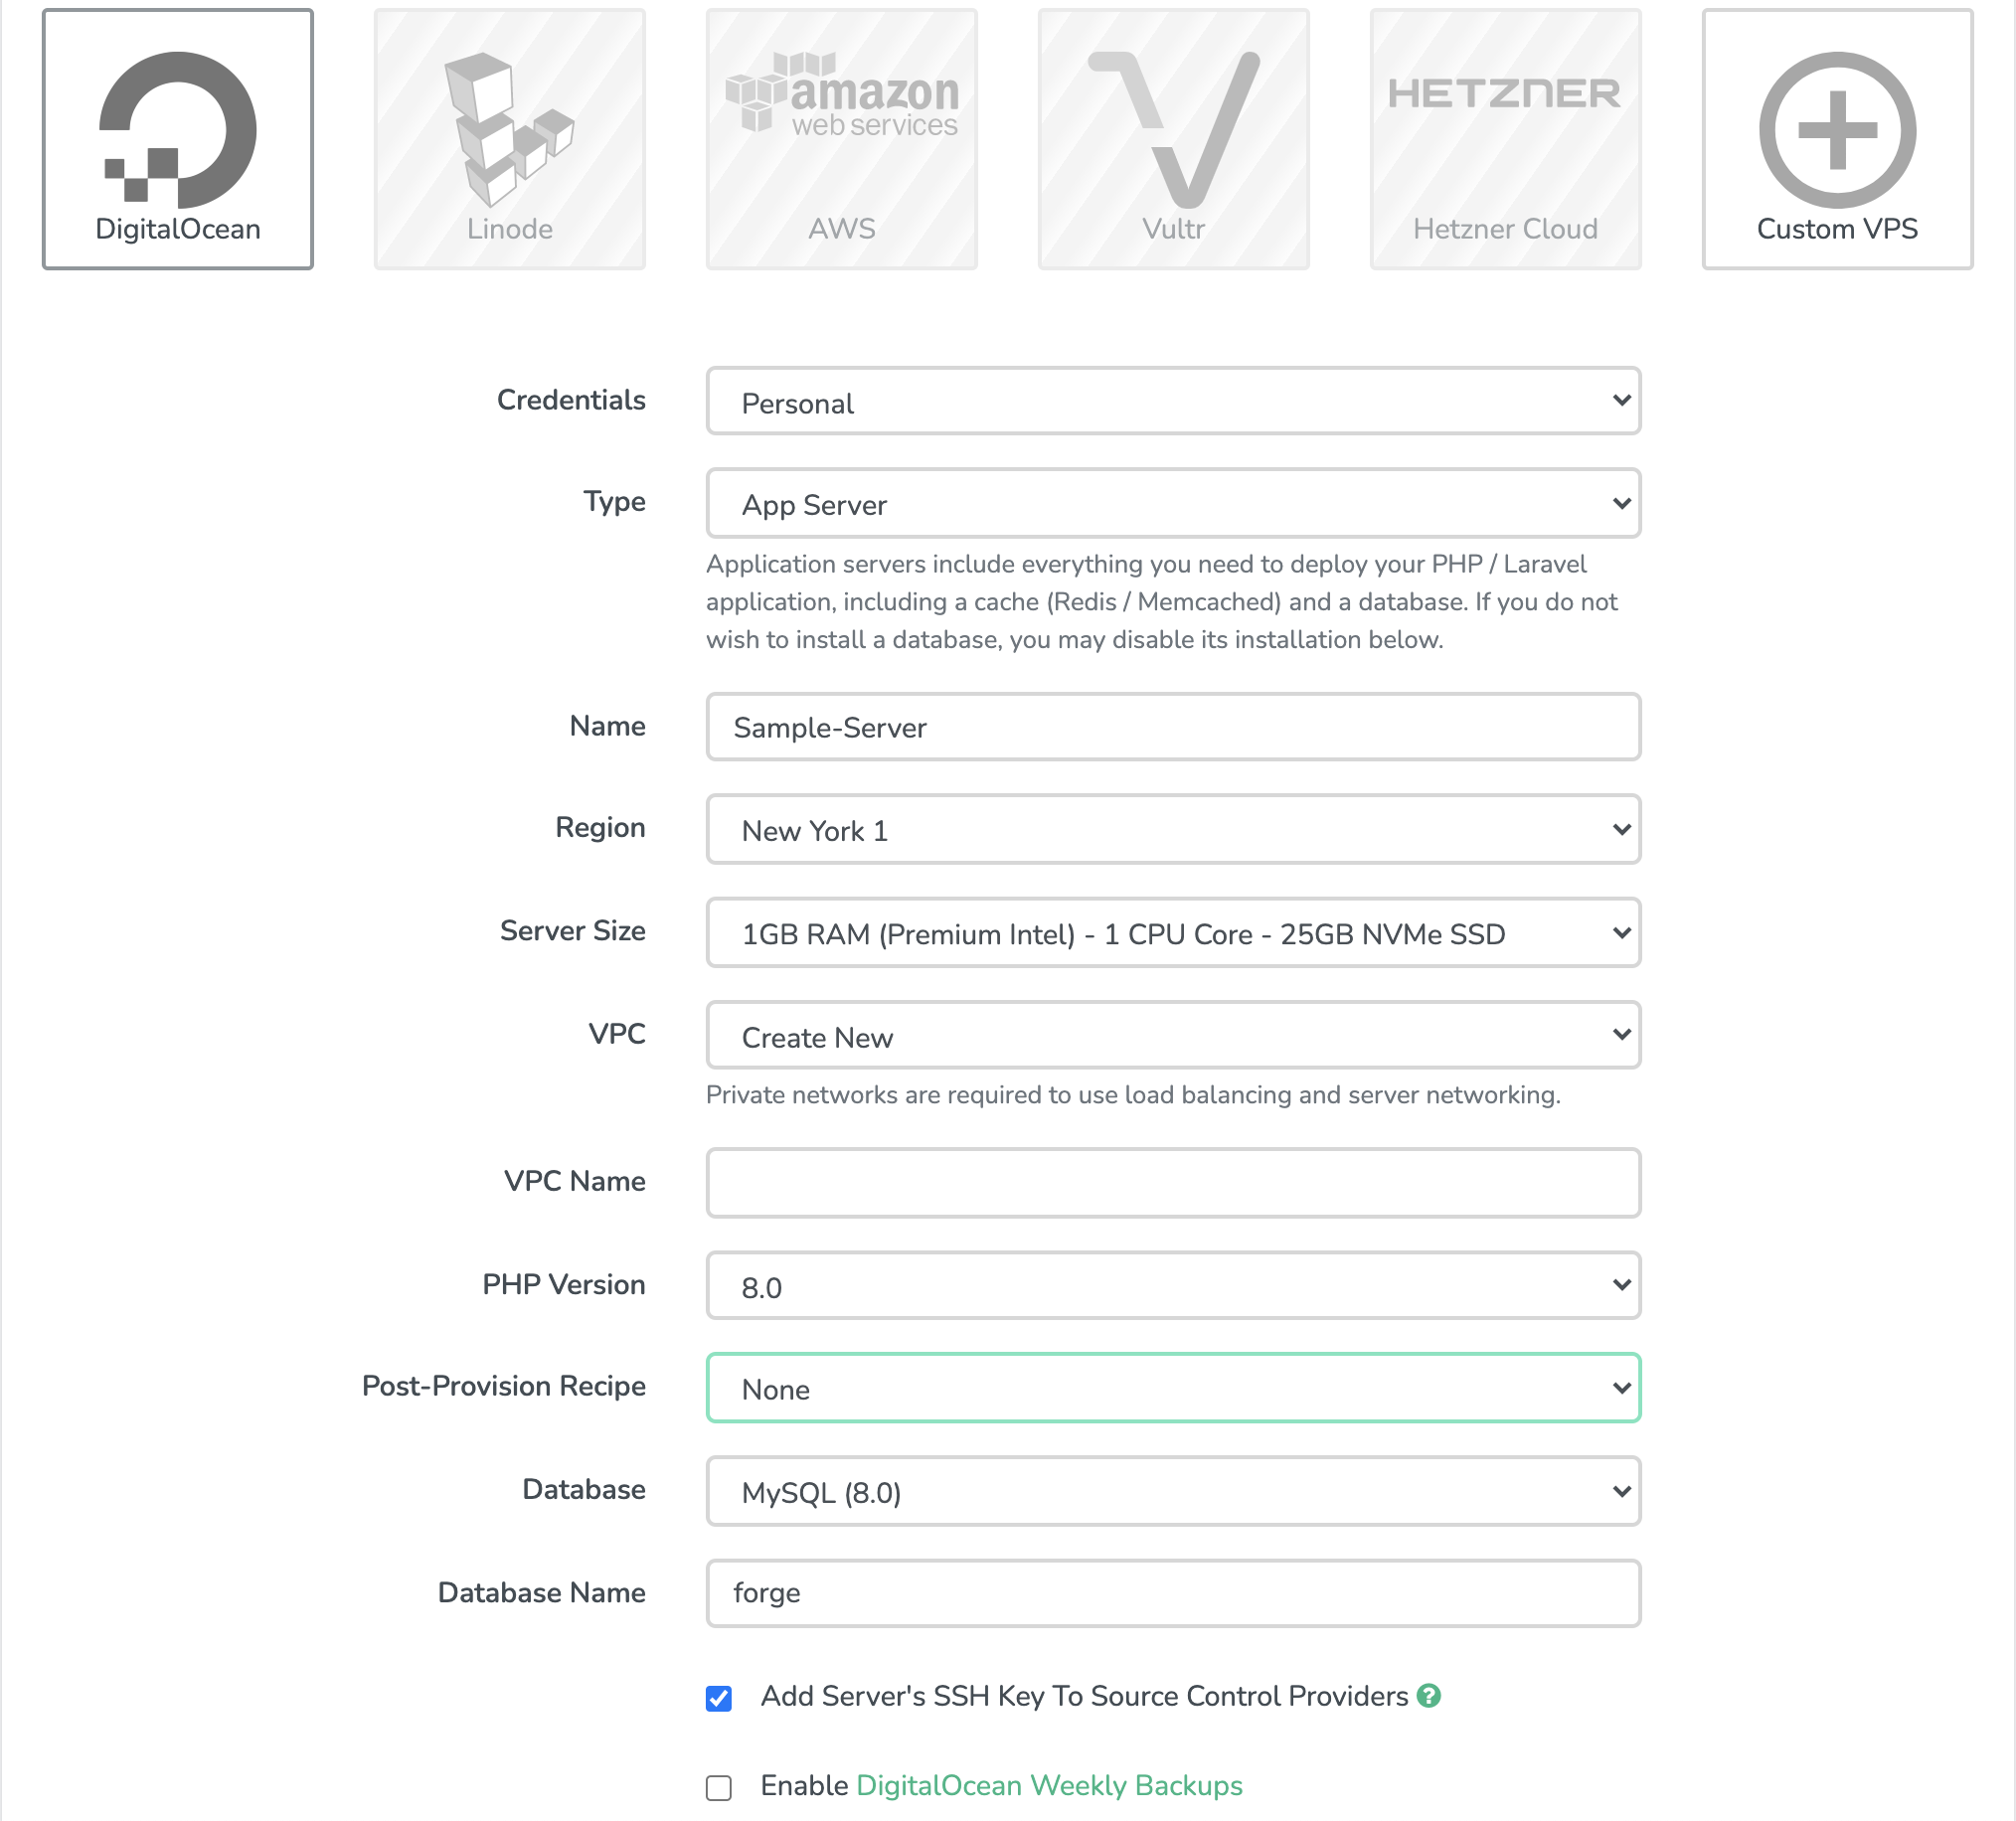 amazon
web services
HETZNER
DigitalOcean
Linode
AWS
Vultr
Hetzner Cloud
Custom VPS
Credentials
Personal
Type
App Server
Application servers include everything you need to deploy your PHP / Laravel
application, including a cache (Redis / Memcached) and a database. If you do not
wish to install a database, you may disable its installation below.
Name
Sample-Server
Region
New York 1
Server Size
1GB RAM (Premium Intel) - 1 CPU Core - 25GB NVMe SSD
VPC
Create New
Private networks are required to use load balancing and server networking.
VPC Name
PHP Version
8.0
Post-Provision Recipe
None
Database
MySQL (8.0)
Database Name
forge
Add Server's SSH Key To Source Control Providers ?
Enable DigitalOcean Weekly Backups